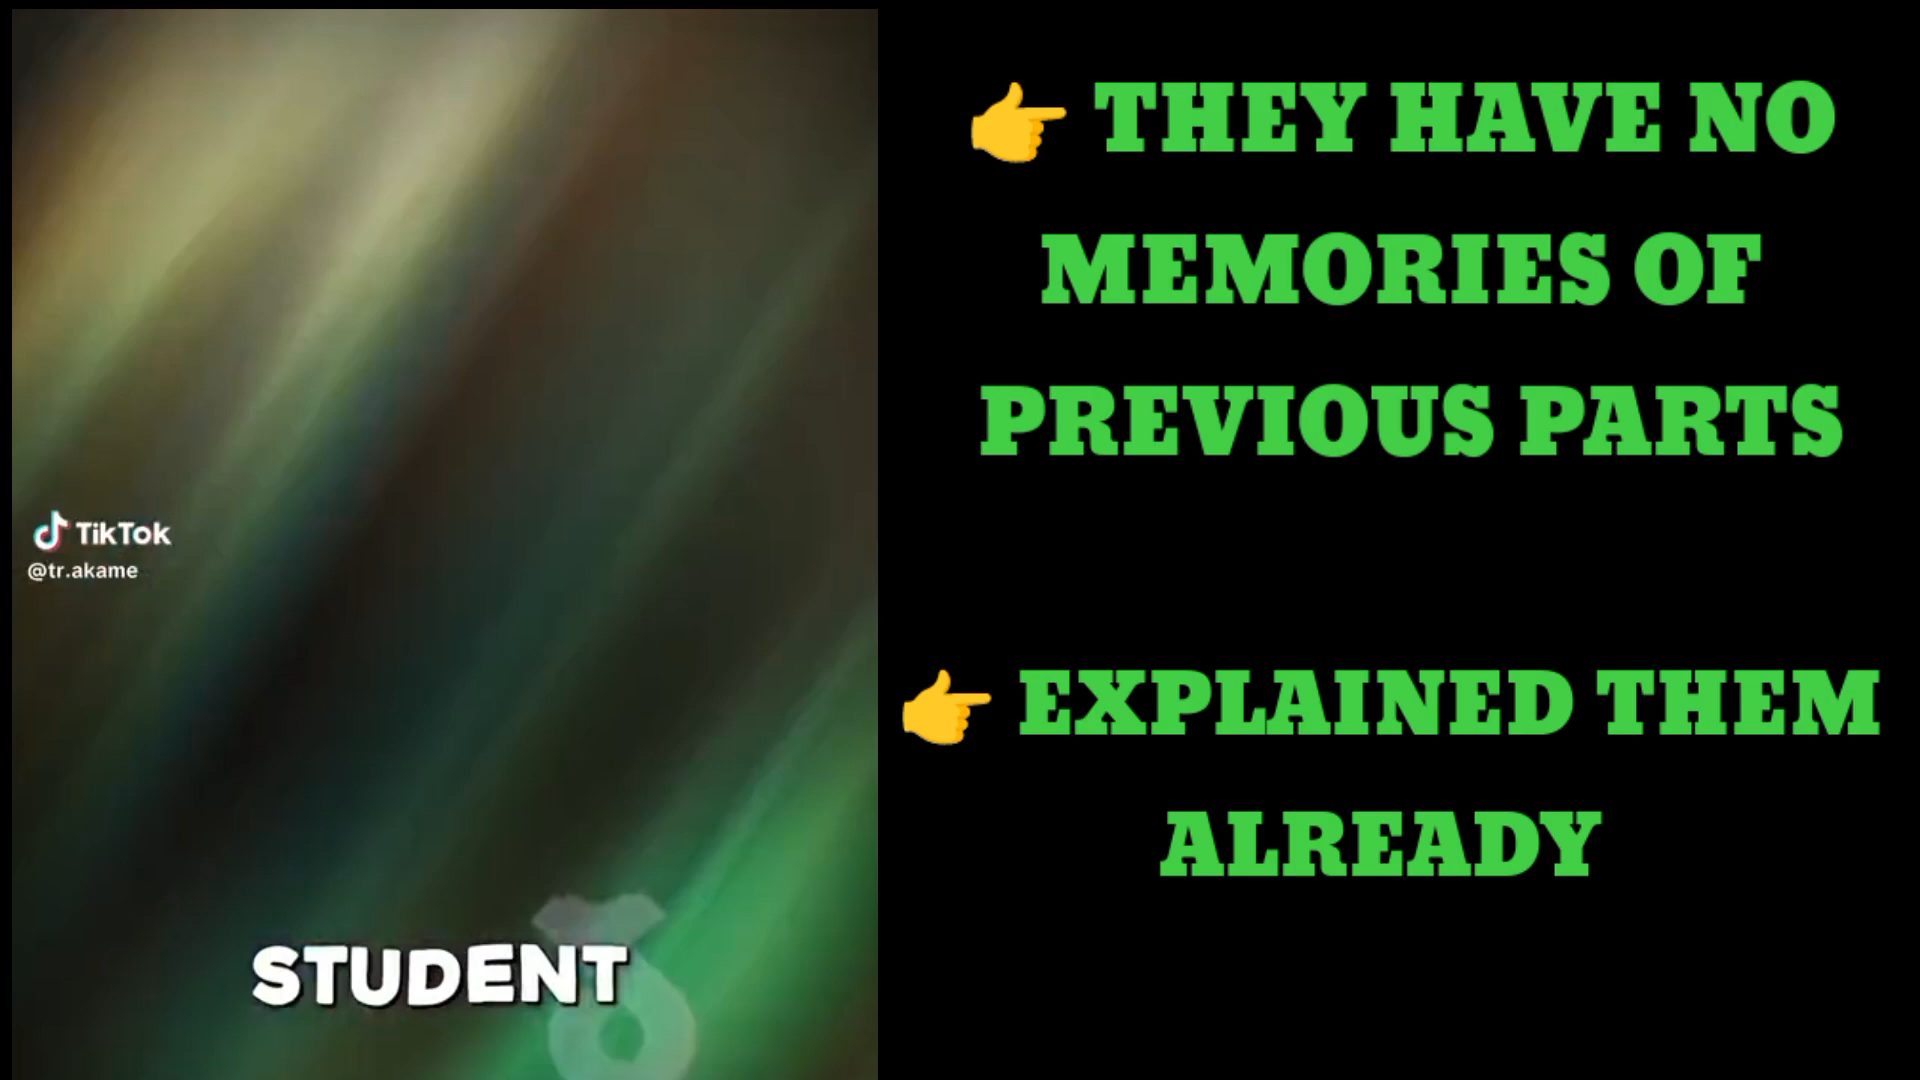 TikTok
@tr.akame
STUDENT
👉 THEY HAVE NO
MEMORIES OF
PREVIOUS PARTS
👉 EXPLAINED THEM
ALREADY